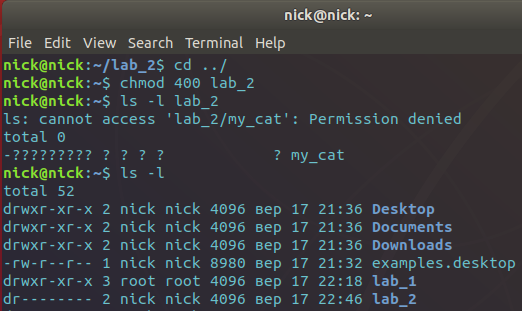 nick@nick: ~
File Edit View Search Terminal Help
nick@nick:~/lab_2$ cd ../
nick@nick:~$ chmod 400 lab_2
nick@nick:~$ ls -l lab_2
ls: cannot access 'lab_2/my_cat': Permission denied
total 0
-????????? ? ? ? ?            ? my_cat
nick@nick:~$ ls -l
total 52
drwxr-xr-x 2 nick nick 4096 вер 17 21:36 Desktop
drwxr-xr-x 2 nick nick 4096 вер 17 21:36 Documents
drwxr-xr-x 2 nick nick 4096 вер 17 21:36 Downloads
-rw-r--r-- 1 nick nick 8980 вер 17 21:32 examples.desktop
drwxr-xr-x 3 root root 4096 вер 17 22:18 lab_1
dr-------- 2 nick nick 4096 вер 17 22:46 lab_2